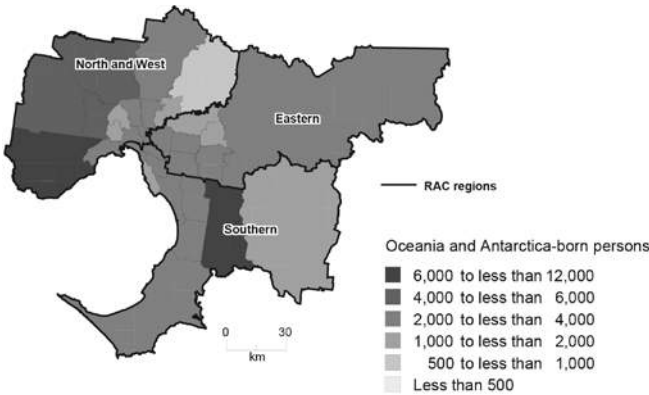 North and West
Eastern
RAC regions
Southern
Oceania and Antarctica-born persons
6,000 to less than 12,000
4,000 to less than 6,000
2,000 to less than 4,000
1,000 to less than 2,000
500 to less than 1,000
Less than 500
0 30
km